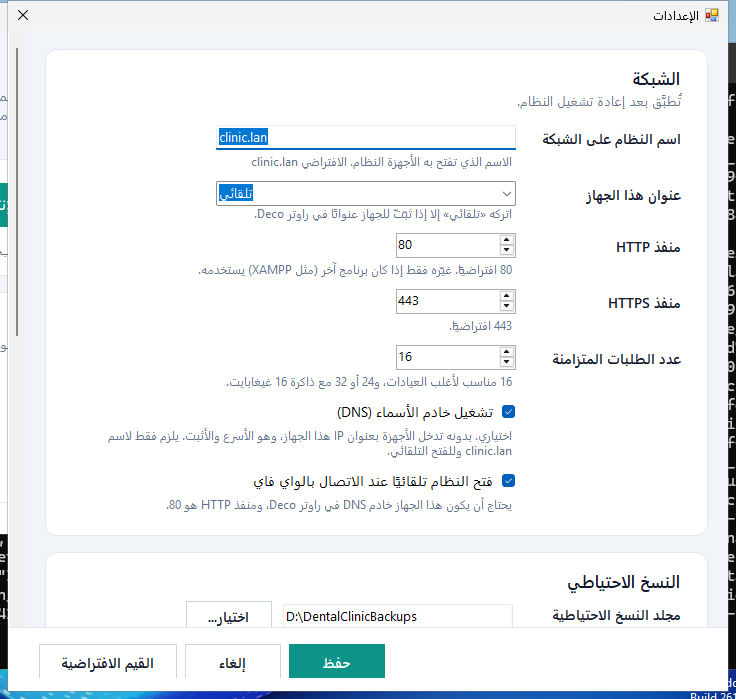 الإعدادات
الشبكة
تُطبَّق بعد إعادة تشغيل النظام.
اسم النظام على الشبكة
clinic.lan
الاسم الذي تفتح به الأجهزة النظام. الافتراضي clinic.lan
عنوان هذا الجهاز
تلقائي
اتركه «تلقائي» إلا إذا ثبّتّ للجهاز عنوانًا في راوتر Deco.
منفذ HTTP
80
80 افتراضيًا. غيّره فقط إذا كان برنامج آخر (مثل XAMPP) يستخدمه.
منفذ HTTPS
443
443 افتراضيًا.
عدد الطلبات المتزامنة
16
16 مناسب لأغلب العيادات، و24 أو 32 مع ذاكرة 16 غيغابايت.
تشغيل خادم الأسماء (DNS)
اختياري. بدونه تدخل الأجهزة بعنوان IP هذا الجهاز، وهو الأسرع والأثبت. يلزم فقط لاسم
clinic.lan وللفتح التلقائي.
فتح النظام تلقائيًا عند الاتصال بالواي فاي
يحتاج أن يكون هذا الجهاز خادم DNS في راوتر Deco، ومنفذ HTTP هو 80.
النسخ الاحتياطي
مجلد النسخ الاحتياطية
D:\DentalClinicBackups
اختيار...
حفظ
إلغاء
القيم الافتراضية